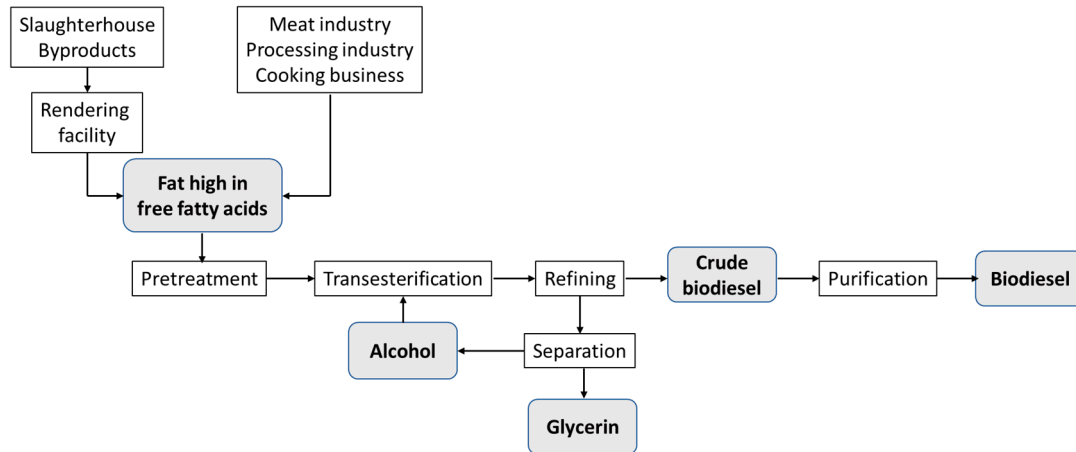 Slaughterhouse
Byproducts
Meat industry
Processing industry
Cooking business
Rendering
facility
Fat high in
free fatty acids
Pretreatment
Transesterification
Refining
Crude
biodiesel
Purification
Biodiesel
Alcohol
Separation
Glycerin